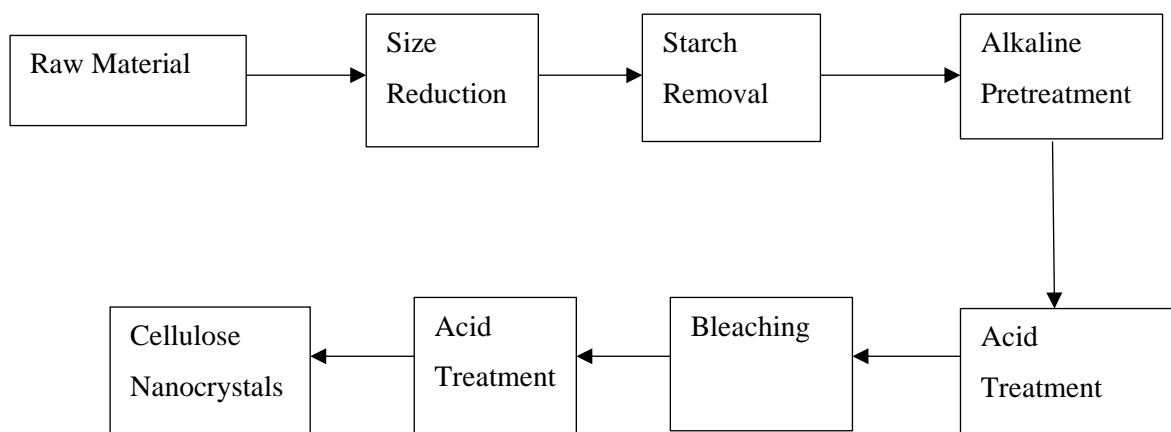 Raw Material
Size
Reduction
Starch
Removal
Alkaline
Pretreatment
Acid
Treatment
Bleaching
Acid
Treatment
Cellulose
Nanocrystals